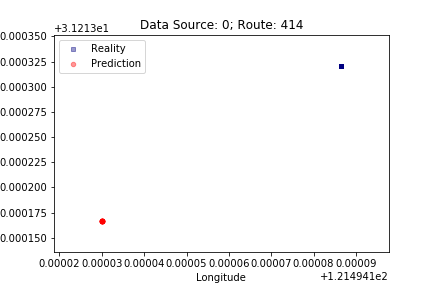 Data Source: 0; Route: 414
+3.1213e1
Reality
Prediction
0.000350
0.000325
0.000300
0.000275
0.000250
0.000225
0.000200
0.000175
0.000150
0.00002 0.00003 0.00004 0.00005 0.00006 0.00007 0.00008 0.00009
Longitude
+1.214941e2